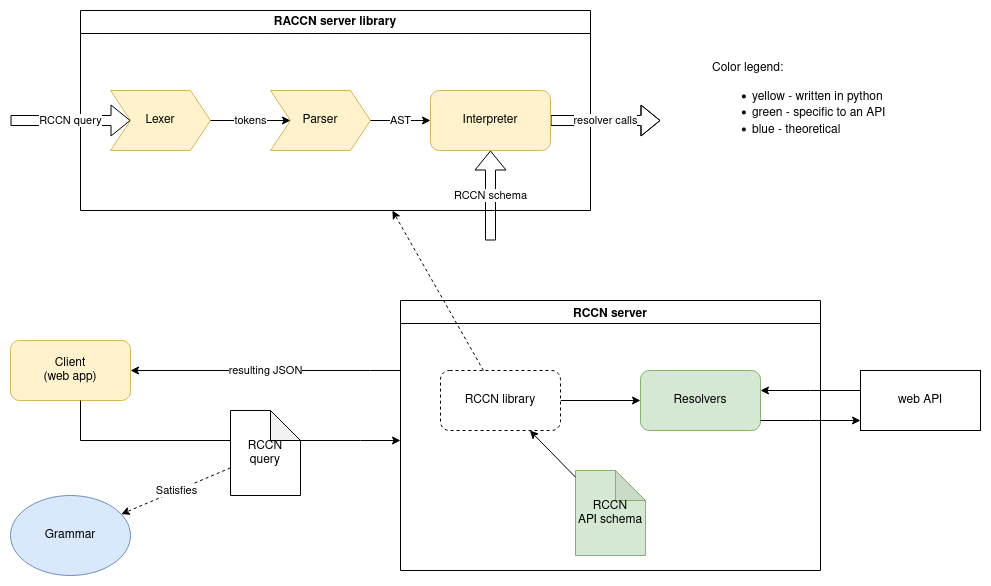 RACCN server library
Color legend:
yellow - written in python
green - specific to an API
blue - theoretical
RCCN query
Lexer
tokens
Parser
AST
Interpreter
resolver calls
RCCN schema
RCCN server
Client
(web app)
resulting JSON
RCCN library
Resolvers
web API
RCCN
query
Satisfies
Grammar
RCCN
API schema